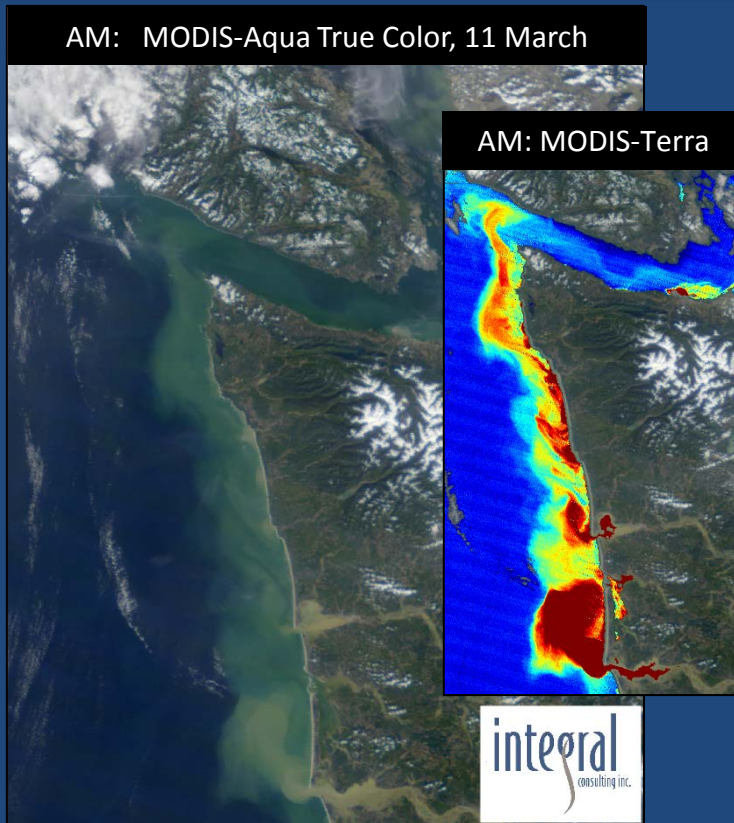 AM: MODIS-Aqua True Color, 11 March
AM: MODIS-Terra
integral
consulting inc.